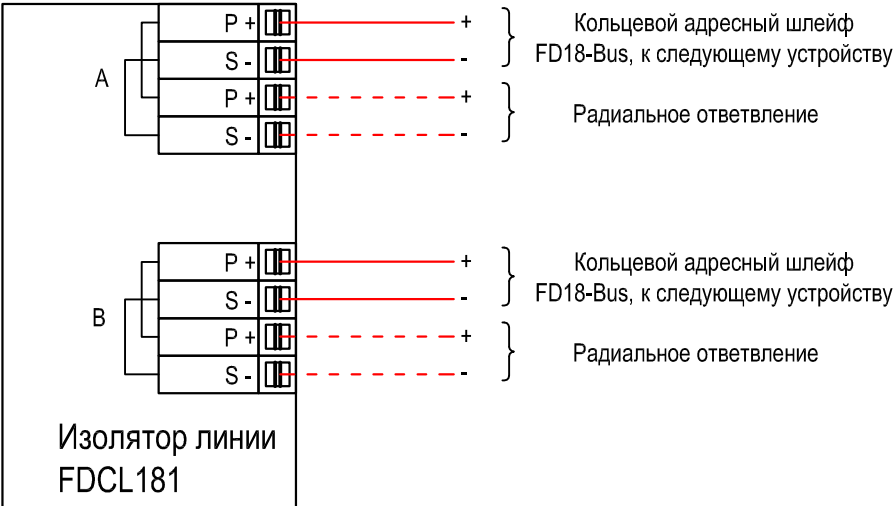 P +
+
Кольцевой адресный шлейф
S -
-
FD18-Bus, к следующему устройству
A
P +
+
Радиальное ответвление
S -
-
P +
+
Кольцевой адресный шлейф
S -
-
FD18-Bus, к следующему устройству
B
P +
+
Радиальное ответвление
S -
-
Изолятор линии
FDCL181